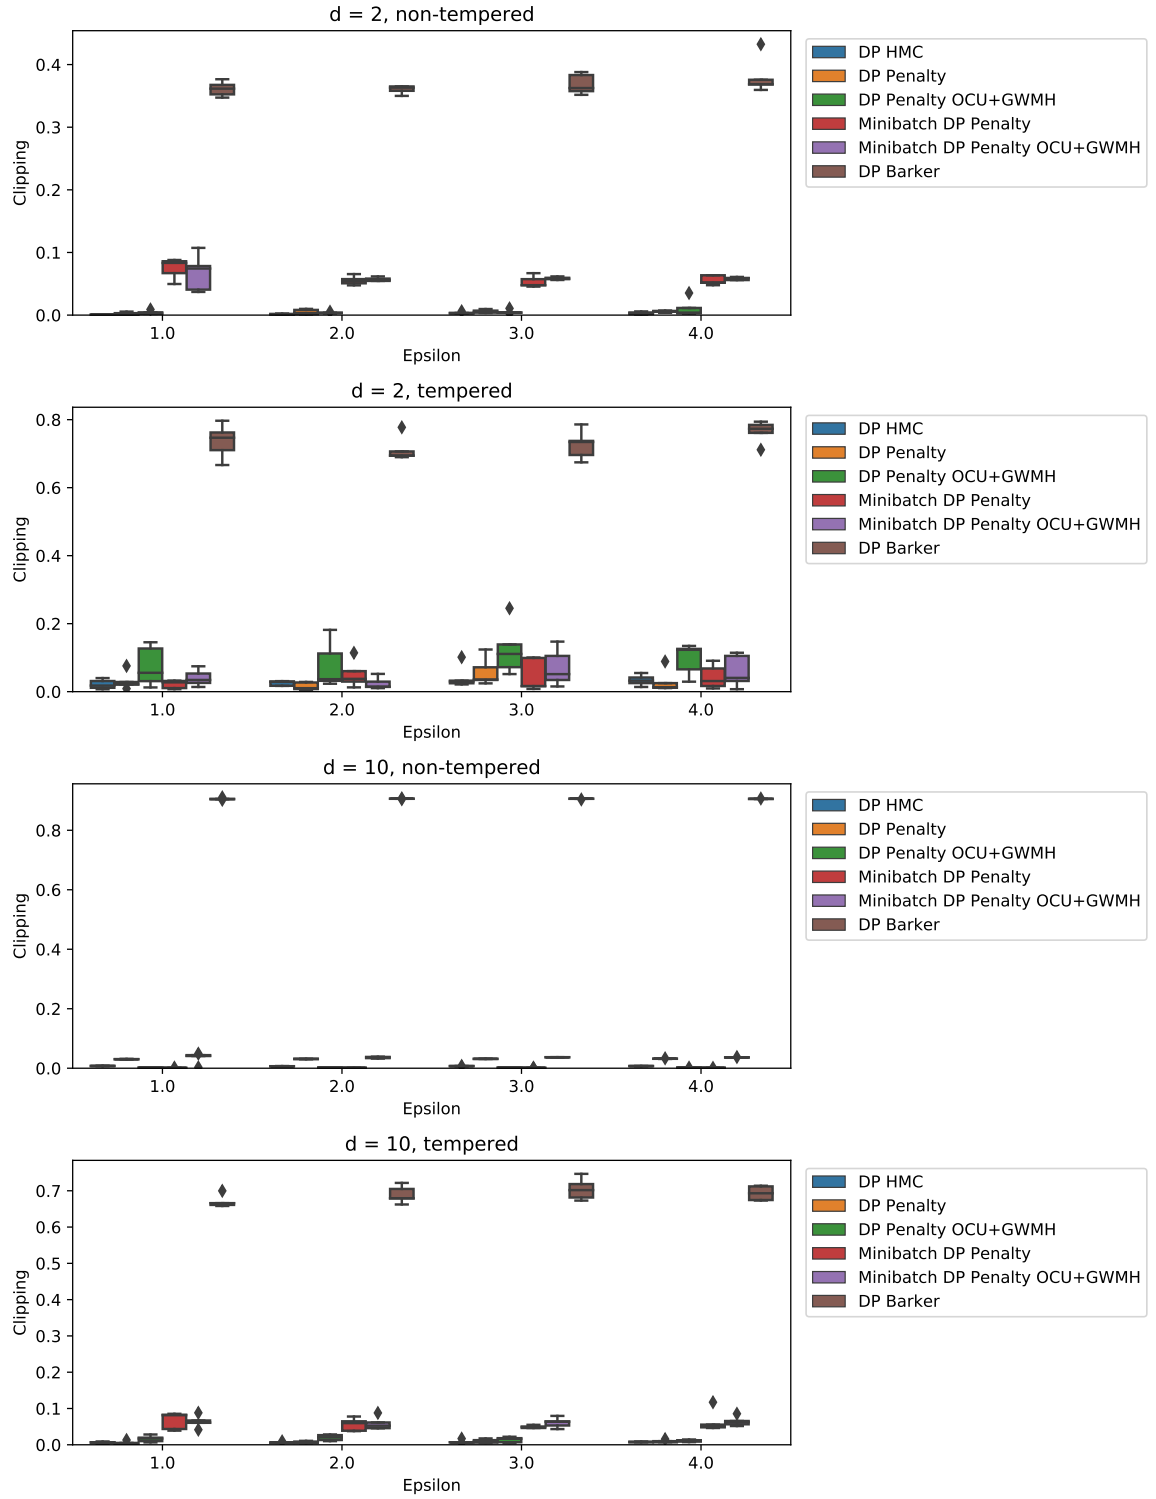 d = 2, non-tempered
Clipping
0.4
0.3
0.2
0.1
0.0
1.0 2.0 3.0 4.0
Epsilon
DP HMC
DP Penalty
DP Penalty OCU+GWMH
Minibatch DP Penalty
Minibatch DP Penalty OCU+GWMH
DP Barker
d = 2, tempered
Clipping
0.8
0.6
0.4
0.2
0.0
1.0 2.0 3.0 4.0
Epsilon
DP HMC
DP Penalty
DP Penalty OCU+GWMH
Minibatch DP Penalty
Minibatch DP Penalty OCU+GWMH
DP Barker
d = 10, non-tempered
Clipping
0.8
0.6
0.4
0.2
0.0
1.0 2.0 3.0 4.0
Epsilon
DP HMC
DP Penalty
DP Penalty OCU+GWMH
Minibatch DP Penalty
Minibatch DP Penalty OCU+GWMH
DP Barker
d = 10, tempered
Clipping
0.7
0.6
0.5
0.4
0.3
0.2
0.1
0.0
1.0 2.0 3.0 4.0
Epsilon
DP HMC
DP Penalty
DP Penalty OCU+GWMH
Minibatch DP Penalty
Minibatch DP Penalty OCU+GWMH
DP Barker